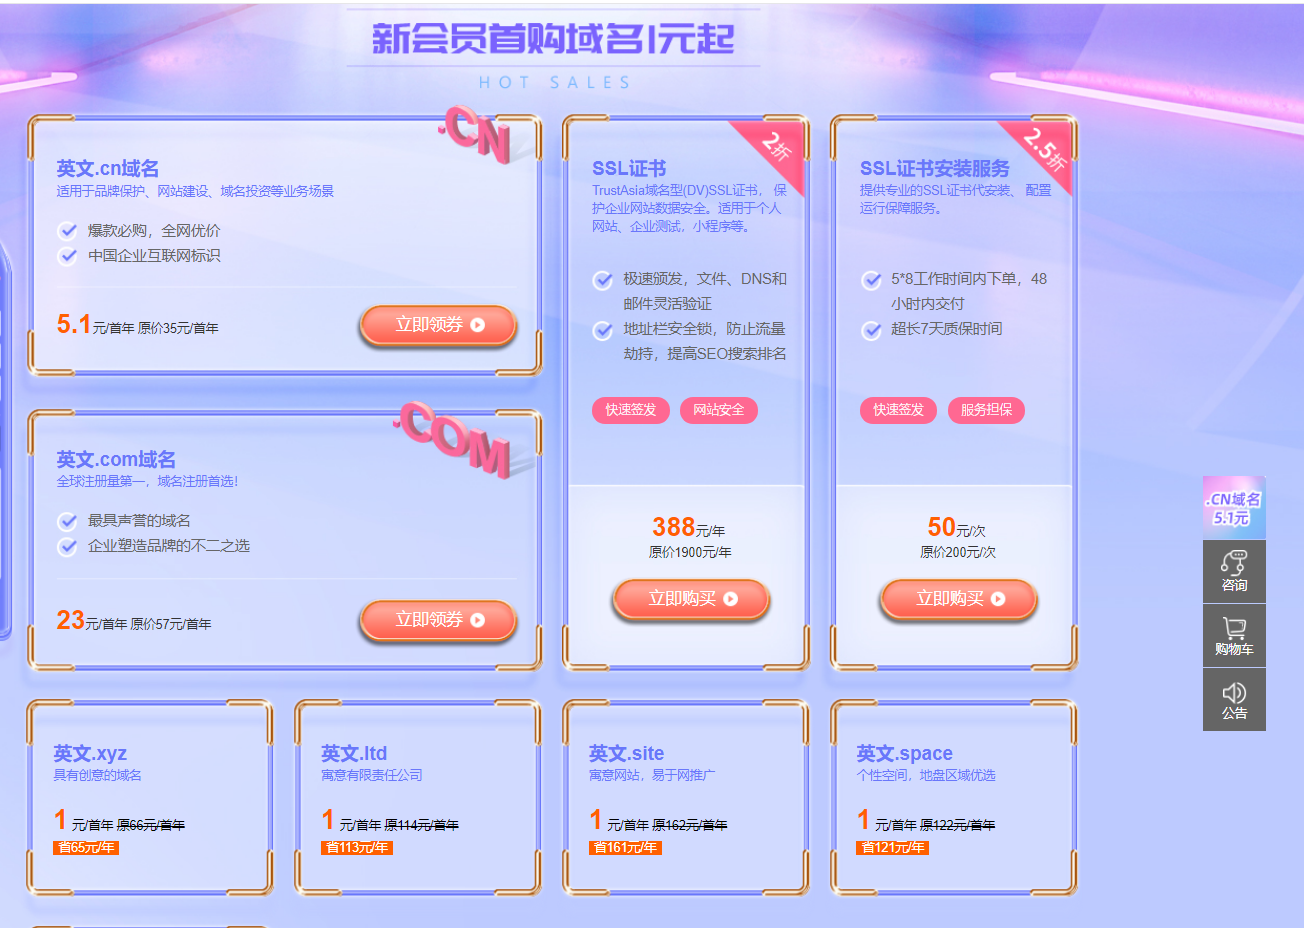 新会员首购域名1元起
HOT SALES
.CN
英文.cn域名
适用于品牌保护、网站建设、域名投资等业务场景
爆款必购，全网优价
中国企业互联网标识
5.1元/首年 原价35元/首年
立即领券
.COM
英文.com域名
全球注册量第一，域名注册首选！
最具声誉的域名
企业塑造品牌的不二之选
23元/首年 原价57元/首年
立即领券
2折
SSL证书
TrustAsia域名型(DV)SSL证书， 保
护企业网站数据安全。适用于个人
网站、企业测试，小程序等。
极速颁发，文件、DNS和
邮件灵活验证
地址栏安全锁，防止流量
劫持，提高SEO搜索排名
快速签发 网站安全
388元/年
原价1900元/年
立即购买
2.5折
SSL证书安装服务
提供专业的SSL证书代安装、 配置
运行保障服务。
5*8工作时间内下单，48
小时内交付
超长7天质保时间
快速签发 服务担保
50元/次
原价200元/次
立即购买
英文.xyz
具有创意的域名
1 元/首年 原66元/首年
省65元/年
英文.ltd
寓意有限责任公司
1 元/首年 原114元/首年
省113元/年
英文.site
寓意网站，易于网推广
1 元/首年 原162元/首年
省161元/年
英文.space
个性空间，地盘区域优选
1 元/首年 原122元/首年
省121元/年
.CN域名
5.1元
咨询
购物车
公告